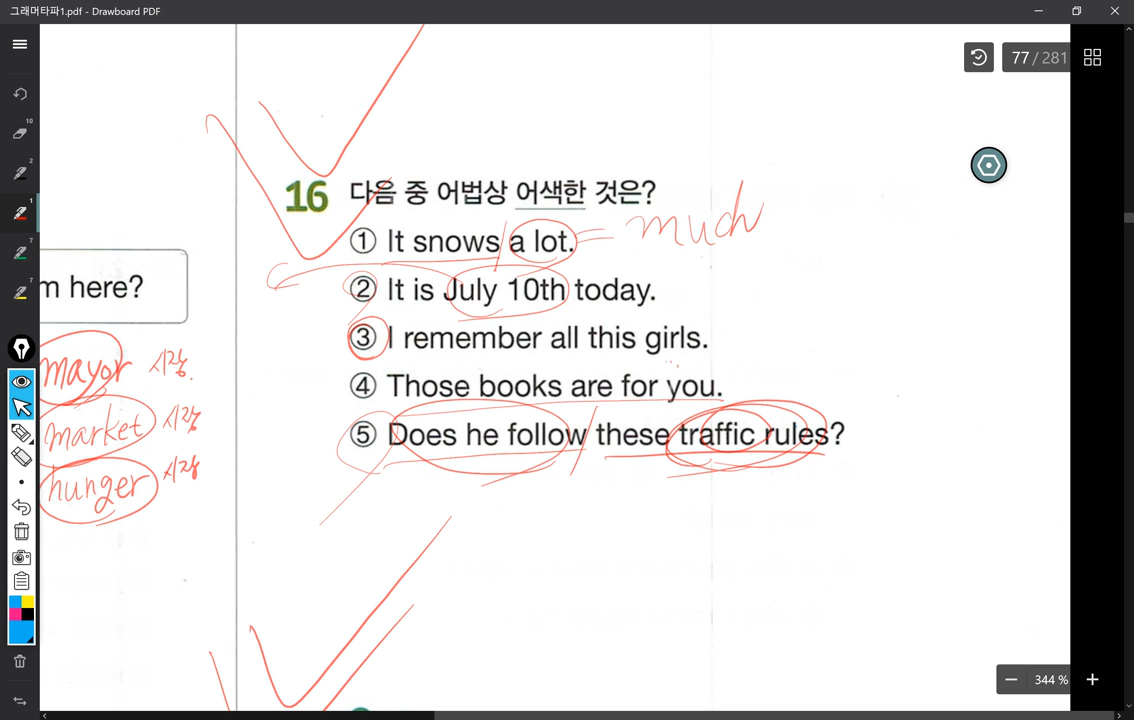 그래머타파1.pdf - Drawboard PDF
77 / 281
10
2
1
7
7
16 다음 중 어법상 어색한 것은?
① It snows a lot. = much
② It is July 10th today.
③ I remember all this girls.
④ Those books are for you.
⑤ Does he follow these traffic rules?
m here?
mayor 시장
market 시장
hunger 시장
344 %